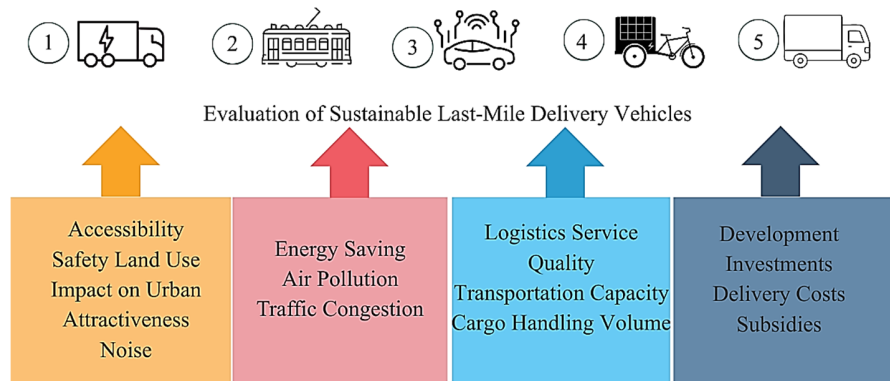 1
2
3
4
5
Evaluation of Sustainable Last-Mile Delivery Vehicles
Accessibility
Safety Land Use
Impact on Urban
Attractiveness
Noise
Energy Saving
Air Pollution
Traffic Congestion
Logistics Service
Quality
Transportation Capacity
Cargo Handling Volume
Development
Investments
Delivery Costs
Subsidies